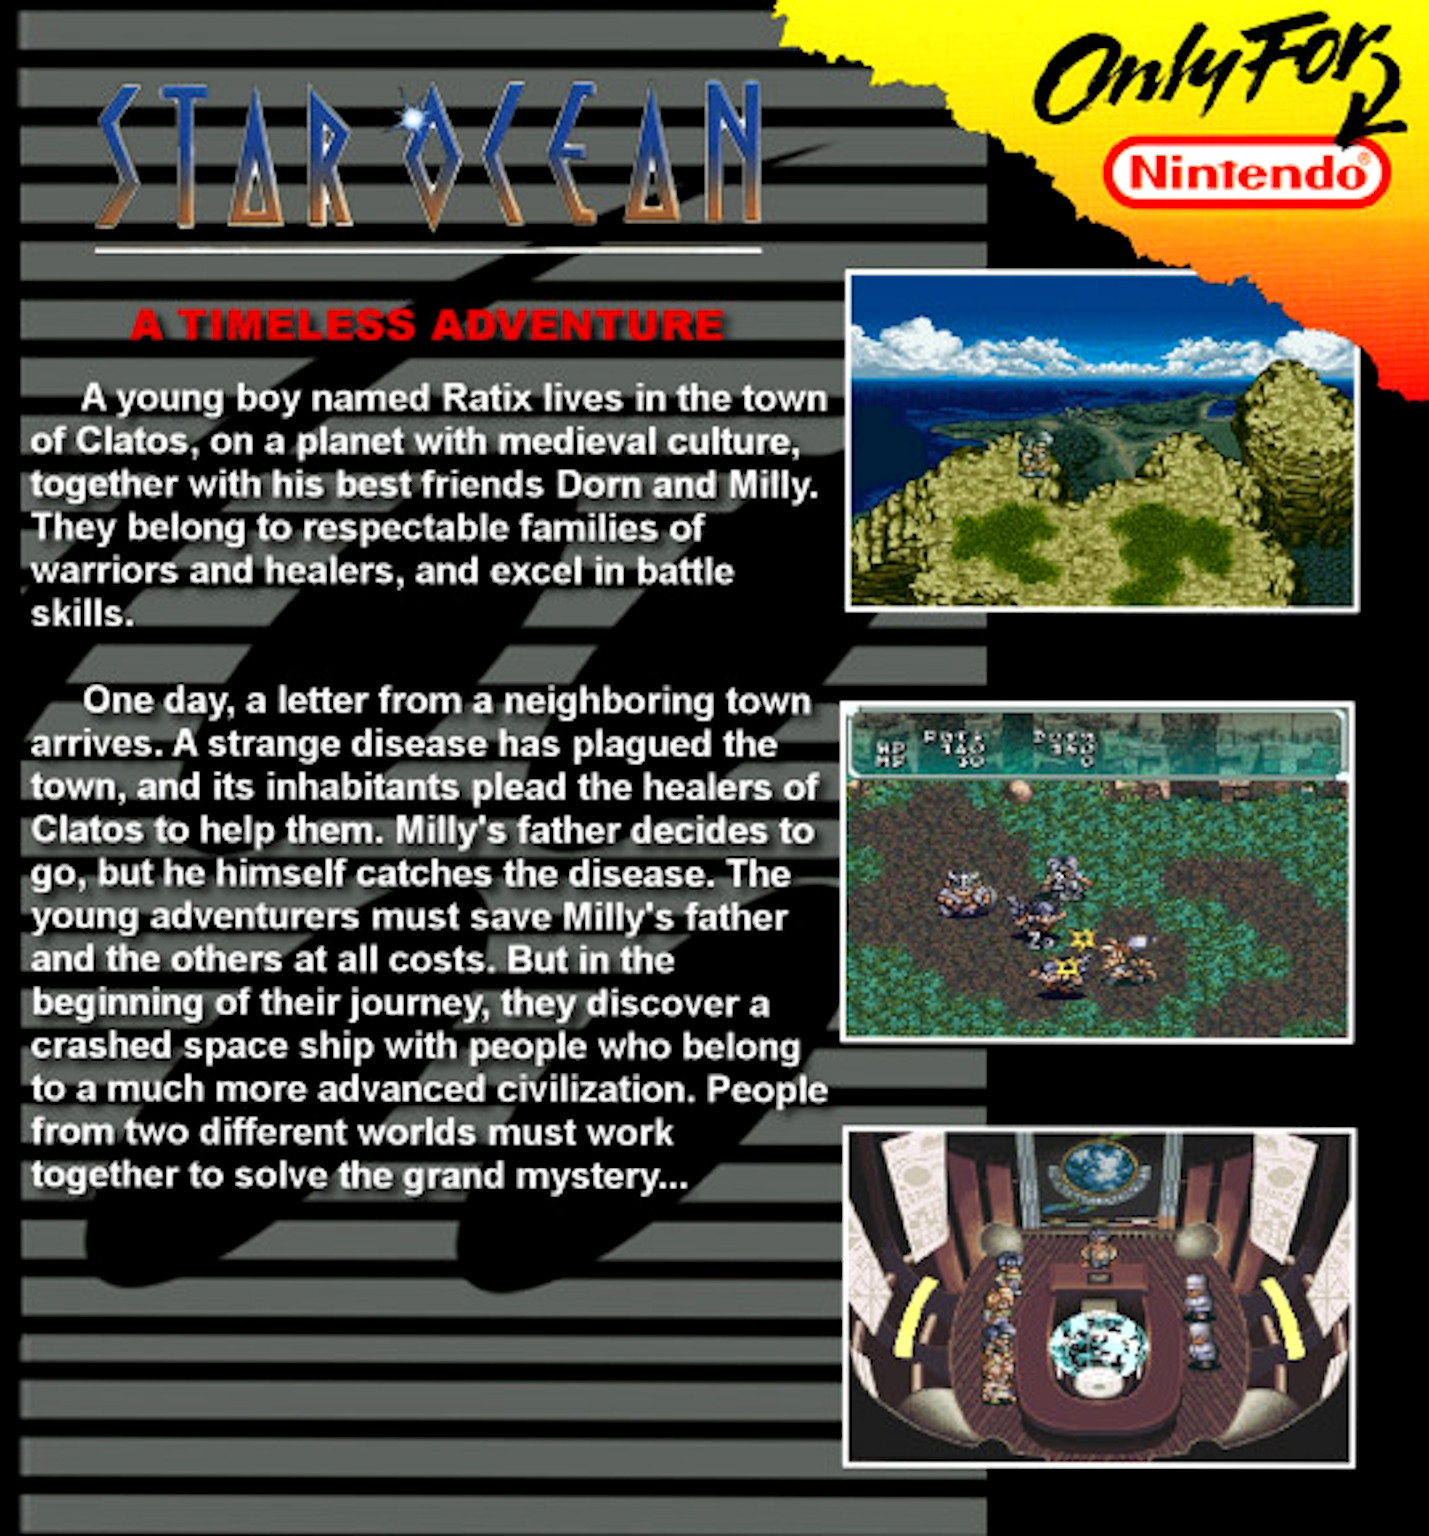 STAR OCEAN
Only For
Nintendo®
A TIMELESS ADVENTURE
A young boy named Ratix lives in the town
of Clatos, on a planet with medieval culture,
together with his best friends Dorn and Milly.
They belong to respectable families of
warriors and healers, and excel in battle
skills.
One day, a letter from a neighboring town
arrives. A strange disease has plagued the
town, and its inhabitants plead the healers of
Clatos to help them. Milly's father decides to
go, but he himself catches the disease. The
young adventurers must save Milly's father
and the others at all costs. But in the
beginning of their journey, they discover a
crashed space ship with people who belong
to a much more advanced civilization. People
from two different worlds must work
together to solve the grand mystery...
HP 140 150
MP 30 0